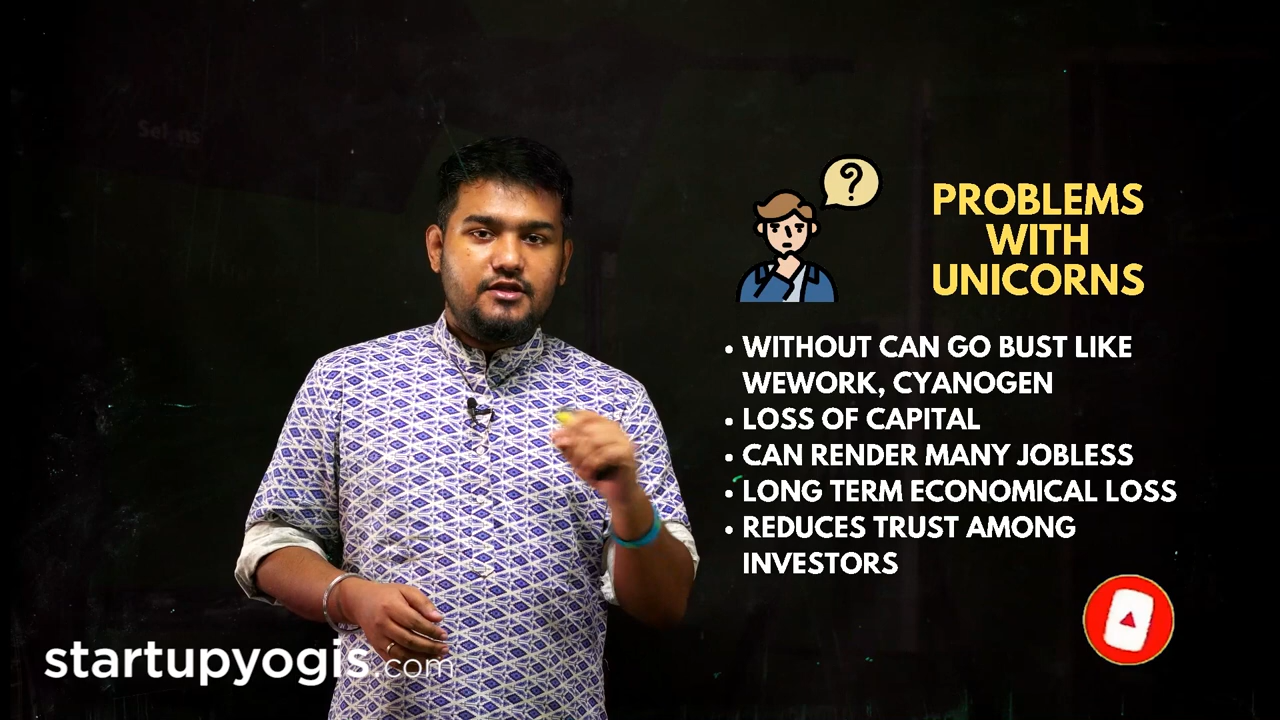 PROBLEMS
WITH
UNICORNS
• WITHOUT CAN GO BUST LIKE
WEWORK, CYANOGEN
• LOSS OF CAPITAL
• CAN RENDER MANY JOBLESS
• LONG TERM ECONOMICAL LOSS
• REDUCES TRUST AMONG
INVESTORS
?
startupyogis.com